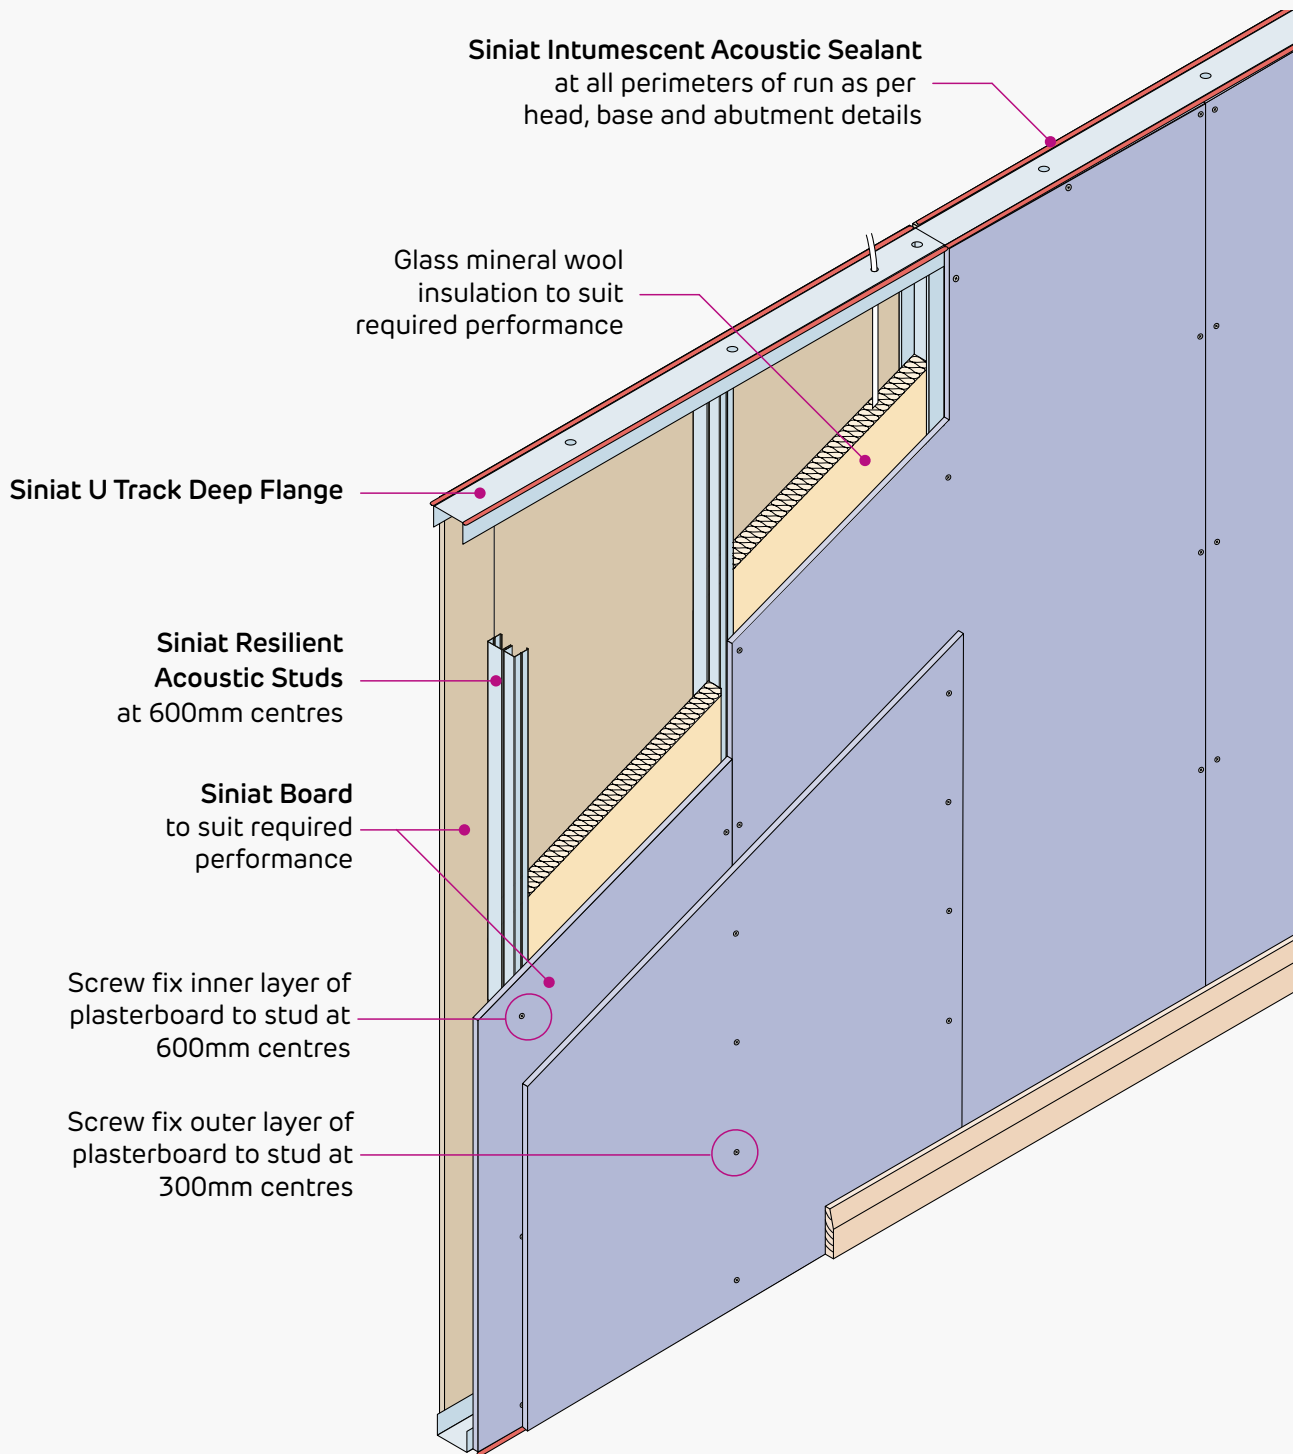 Siniat Intumescent Acoustic Sealant
at all perimeters of run as per
head, base and abutment details
Glass mineral wool
insulation to suit
required performance
Siniat U Track Deep Flange
Siniat Resilient
Acoustic Studs
at 600mm centres
Siniat Board
to suit required
performance
Screw fix inner layer of
plasterboard to stud at
600mm centres
Screw fix outer layer of
plasterboard to stud at
300mm centres